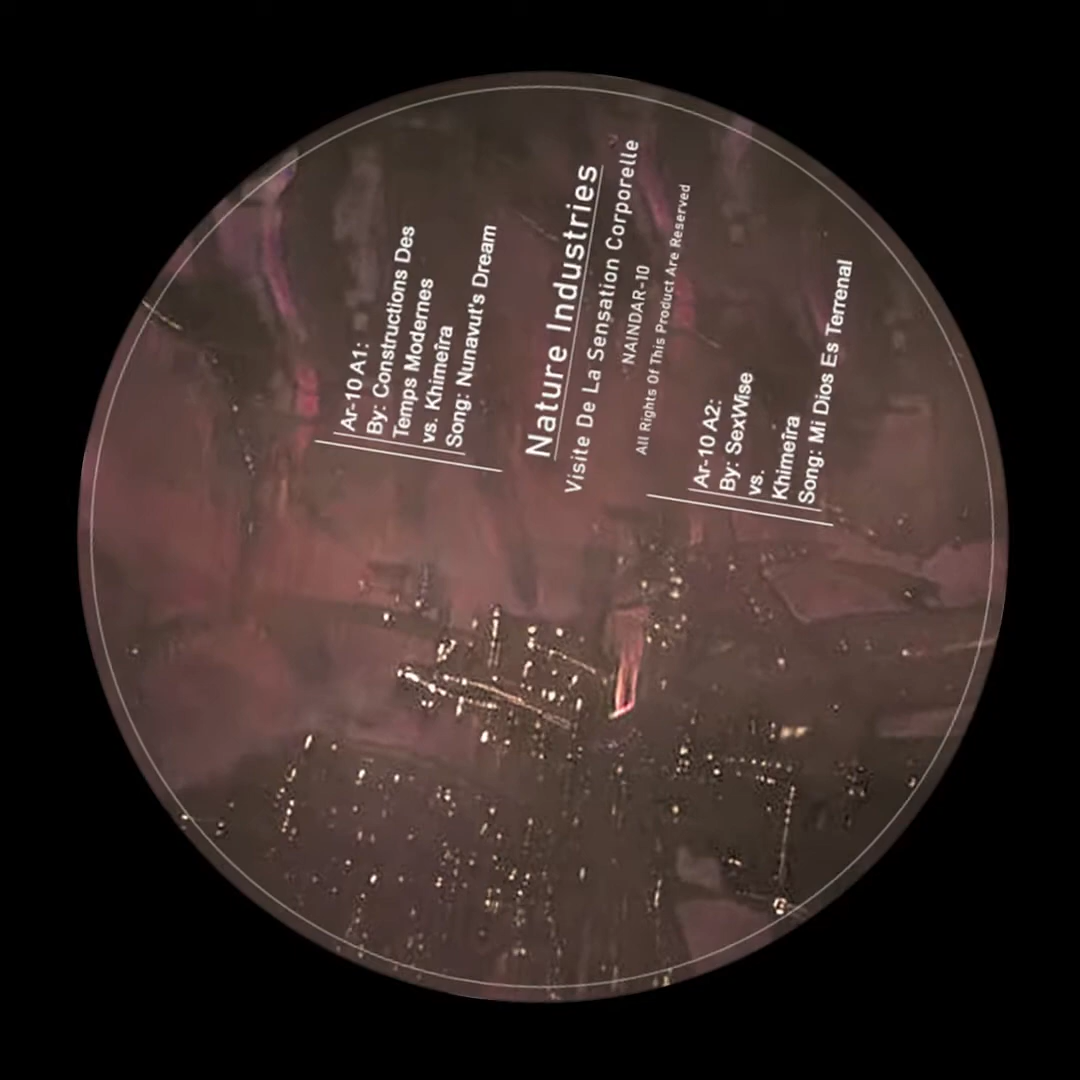 Ar-10 A1:
By: Constructions Des
Temps Modernes
vs. Khimeîra
Song: Nunavut's Dream
Nature Industries
Visite De La Sensation Corporelle
NAINDAR-10
All Rights Of This Product Are Reserved
Ar-10 A2:
By: SexWise
vs.
Khimeîra
Song: Mi Dios Es Terrenal